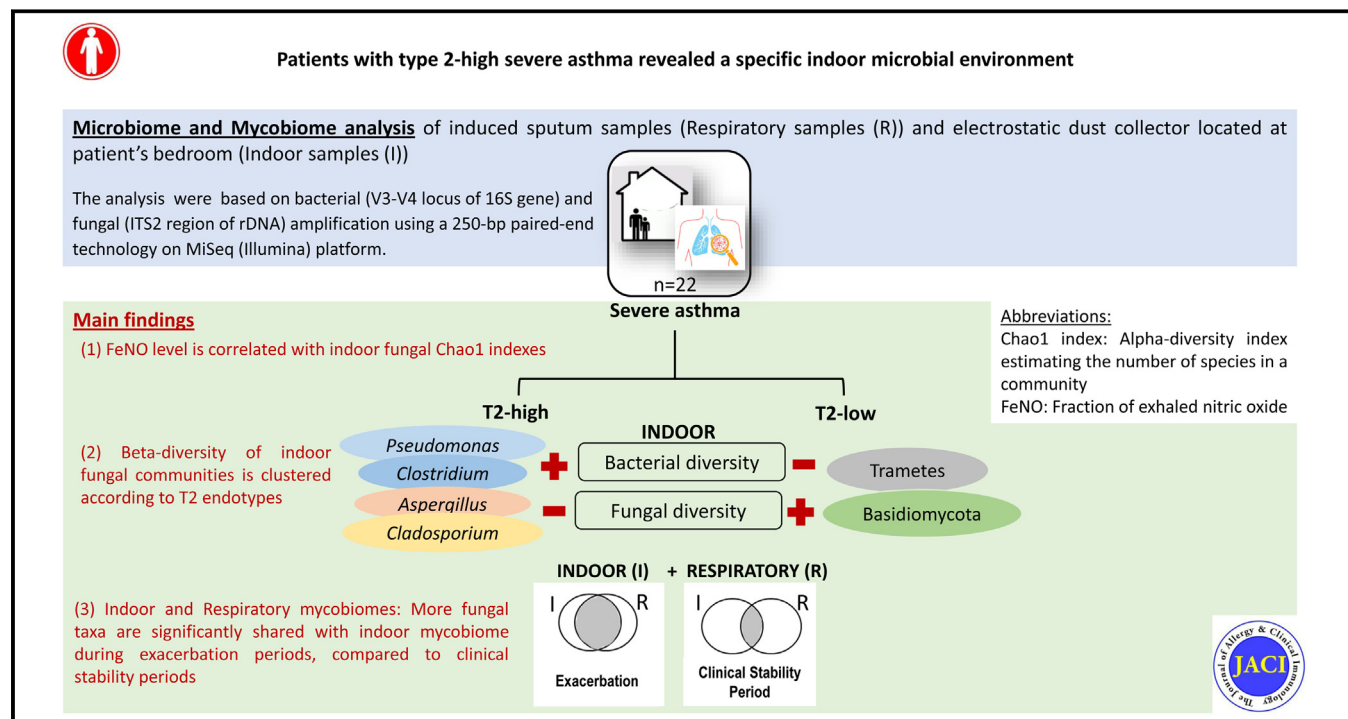 Patients with type 2-high severe asthma revealed a specific indoor microbial environment
Microbiome and Mycobiome analysis of induced sputum samples (Respiratory samples (R)) and electrostatic dust collector located at
patient's bedroom (Indoor samples (I))
The analysis were based on bacterial (V3-V4 locus of 16S gene) and
fungal (ITS2 region of rDNA) amplification using a 250-bp paired-end
technology on MiSeq (Illumina) platform.
n=22
Severe asthma
Main findings
(1) FeNO level is correlated with indoor fungal Chao1 indexes
Abbreviations:
Chao1 index: Alpha-diversity index
estimating the number of species in a
community
FeNO: Fraction of exhaled nitric oxide
T2-high
T2-low
INDOOR
(2) Beta-diversity of indoor
fungal communities is clustered
according to T2 endotypes
Pseudomonas
Clostridium
Aspergillus
Cladosporium
+
Bacterial diversity
-
-
Fungal diversity
+
Trametes
Basidiomycota
INDOOR (I) + RESPIRATORY (R)
(3) Indoor and Respiratory mycobiomes: More fungal
taxa are significantly shared with indoor mycobiome
during exacerbation periods, compared to clinical
stability periods
I R
Exacerbation
I R
Clinical Stability
Period
The Journal of Allergy & Clinical Immunology
JACI